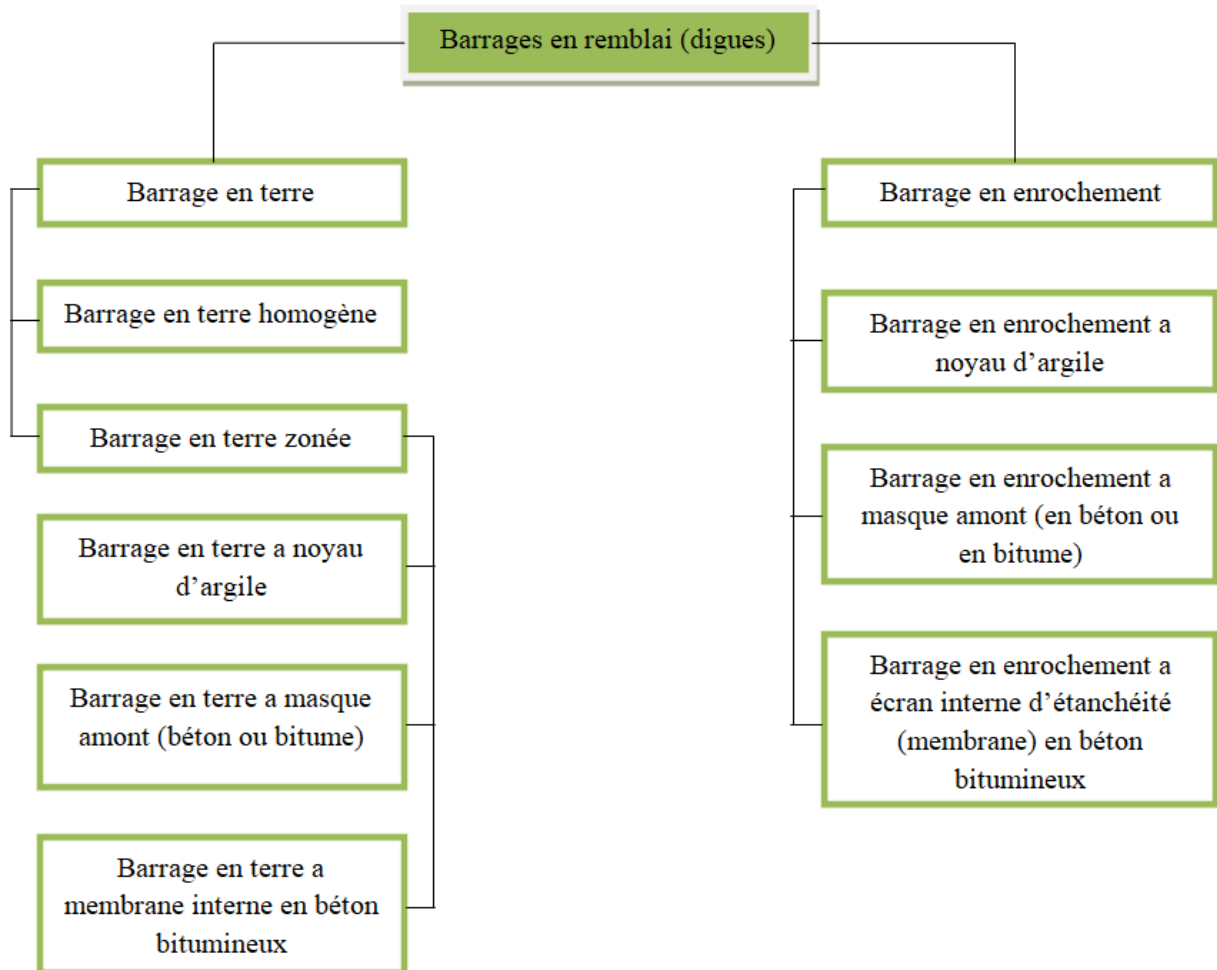 Barrages en remblai (digues)
Barrage en terre
Barrage en terre homogène
Barrage en terre zonée
Barrage en terre a noyau
d’argile
Barrage en terre a masque
amont (béton ou bitume)
Barrage en terre a
membrane interne en béton
bitumineux
Barrage en enrochement
Barrage en enrochement a
noyau d’argile
Barrage en enrochement a
masque amont (en béton ou
en bitume)
Barrage en enrochement a
écran interne d’étanchéité
(membrane) en béton
bitumineux